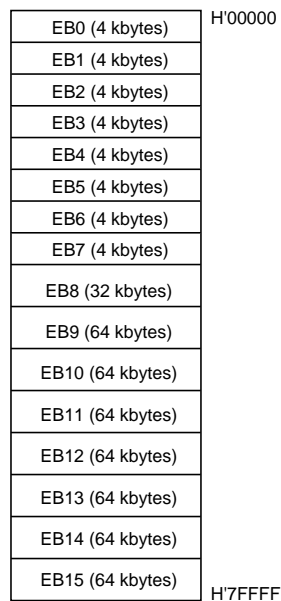 H'00000
EB0 (4 kbytes)
EB1 (4 kbytes)
EB2 (4 kbytes)
EB3 (4 kbytes)
EB4 (4 kbytes)
EB5 (4 kbytes)
EB6 (4 kbytes)
EB7 (4 kbytes)
EB8 (32 kbytes)
EB9 (64 kbytes)
EB10 (64 kbytes)
EB11 (64 kbytes)
EB12 (64 kbytes)
EB13 (64 kbytes)
EB14 (64 kbytes)
EB15 (64 kbytes)
H'7FFFF